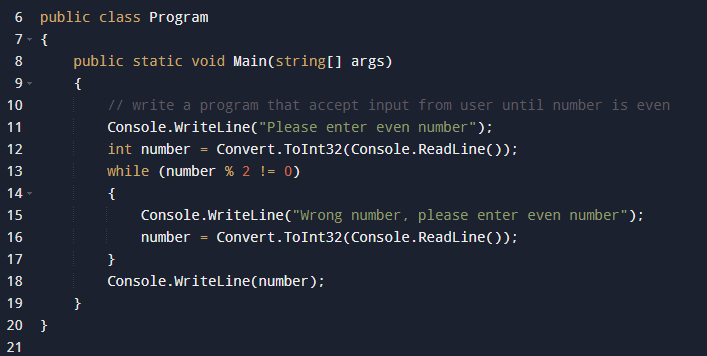 6 public class Program
7 {
8     public static void Main(string[] args)
9     {
10         // write a program that accept input from user until number is even
11         Console.WriteLine("Please enter even number");
12         int number = Convert.ToInt32(Console.ReadLine());
13         while (number % 2 != 0)
14         {
15             Console.WriteLine("Wrong number, please enter even number");
16             number = Convert.ToInt32(Console.ReadLine());
17         }
18         Console.WriteLine(number);
19     }
20 }
21